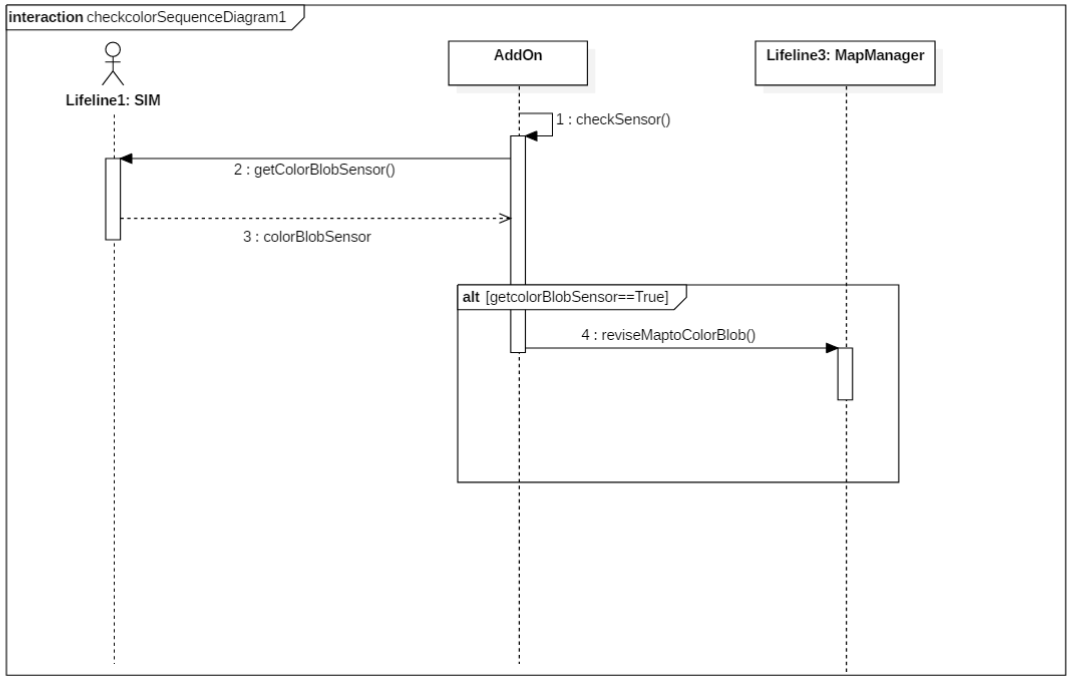 interaction checkcolorSequenceDiagram1
Lifeline1: SIM
AddOn
Lifeline3: MapManager
1 : checkSensor()
2 : getColorBlobSensor()
3 : colorBlobSensor
alt [getcolorBlobSensor==True]
4 : reviseMaptoColorBlob()